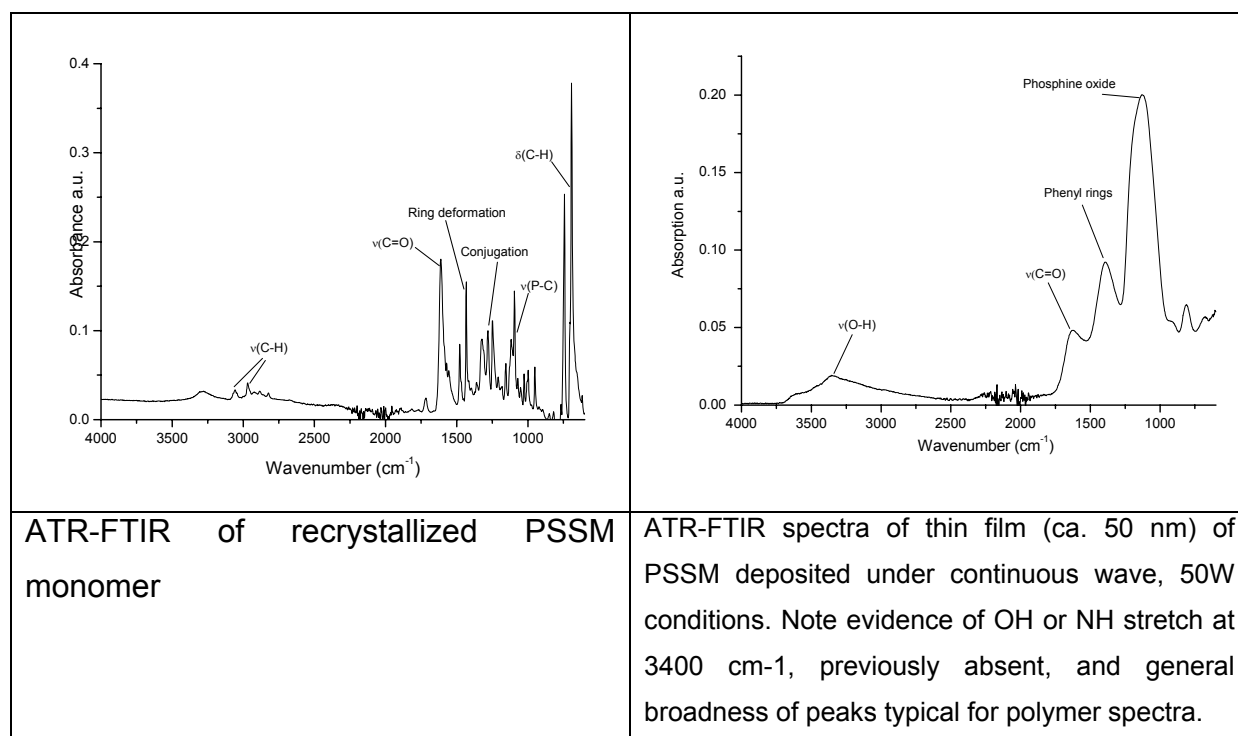 0.4
0.3
0.2
0.1
0.0
Absorbance a.u.
δ(C-H)
Ring deformation
ν(C=O)
Conjugation
ν(P-C)
ν(C-H)
4000 3500 3000 2500 2000 1500 1000
Wavenumber (cm-1)
0.20
0.15
0.10
0.05
0.00
Absorption a.u.
Phosphine oxide
Phenyl rings
ν(C=O)
ν(O-H)
4000 3500 3000 2500 2000 1500 1000
Wavenumber (cm-1)
ATR-FTIR of recrystallized PSSM
monomer
ATR-FTIR spectra of thin film (ca. 50 nm) of
PSSM deposited under continuous wave, 50W
conditions. Note evidence of OH or NH stretch at
3400 cm-1, previously absent, and general
broadness of peaks typical for polymer spectra.